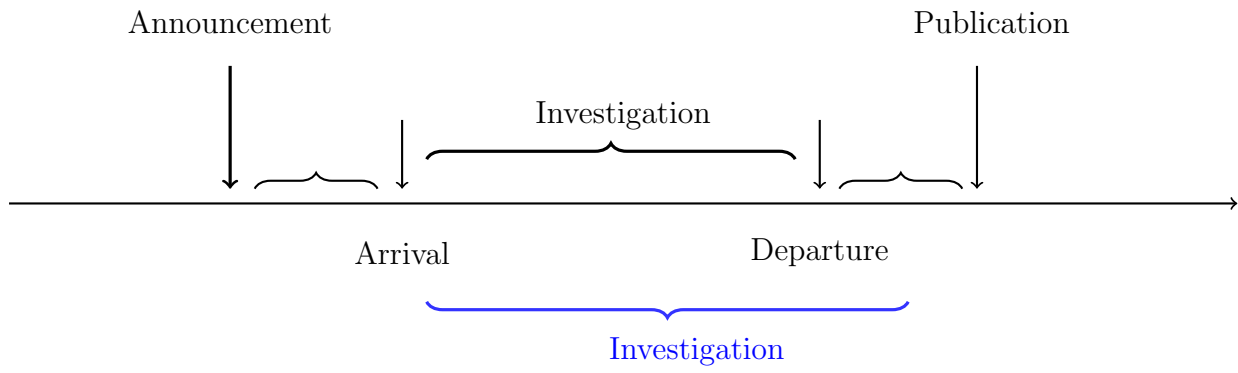 Announcement
Publication
Investigation
Arrival
Departure
Investigation